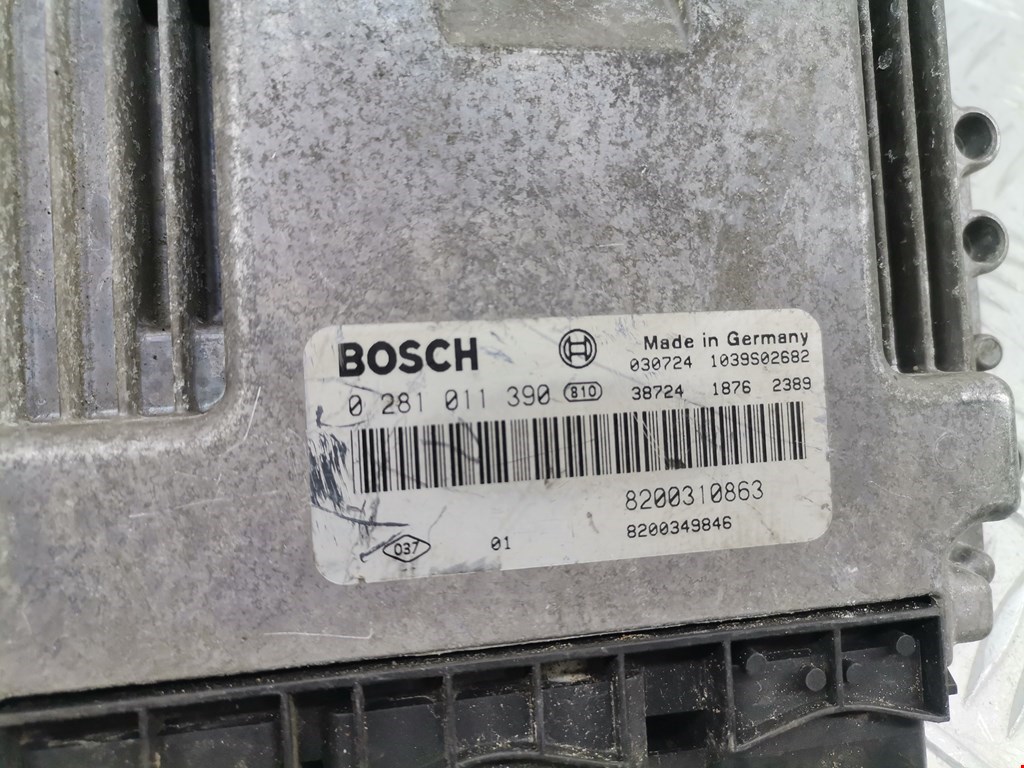 BOSCH
Made in Germany
030724 1039S02682
0 281 011 390 810
38724 1876 2389
8200310863
8200349846
037
01